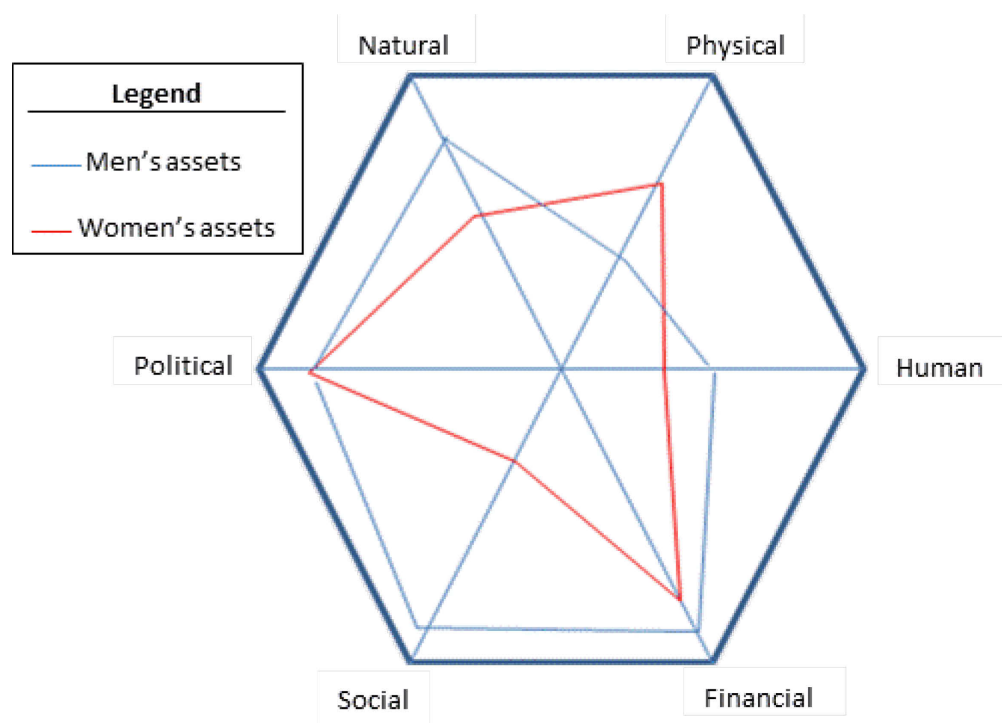 Natural
Physical
Legend
Men's assets
Women's assets
Political
Human
Social
Financial